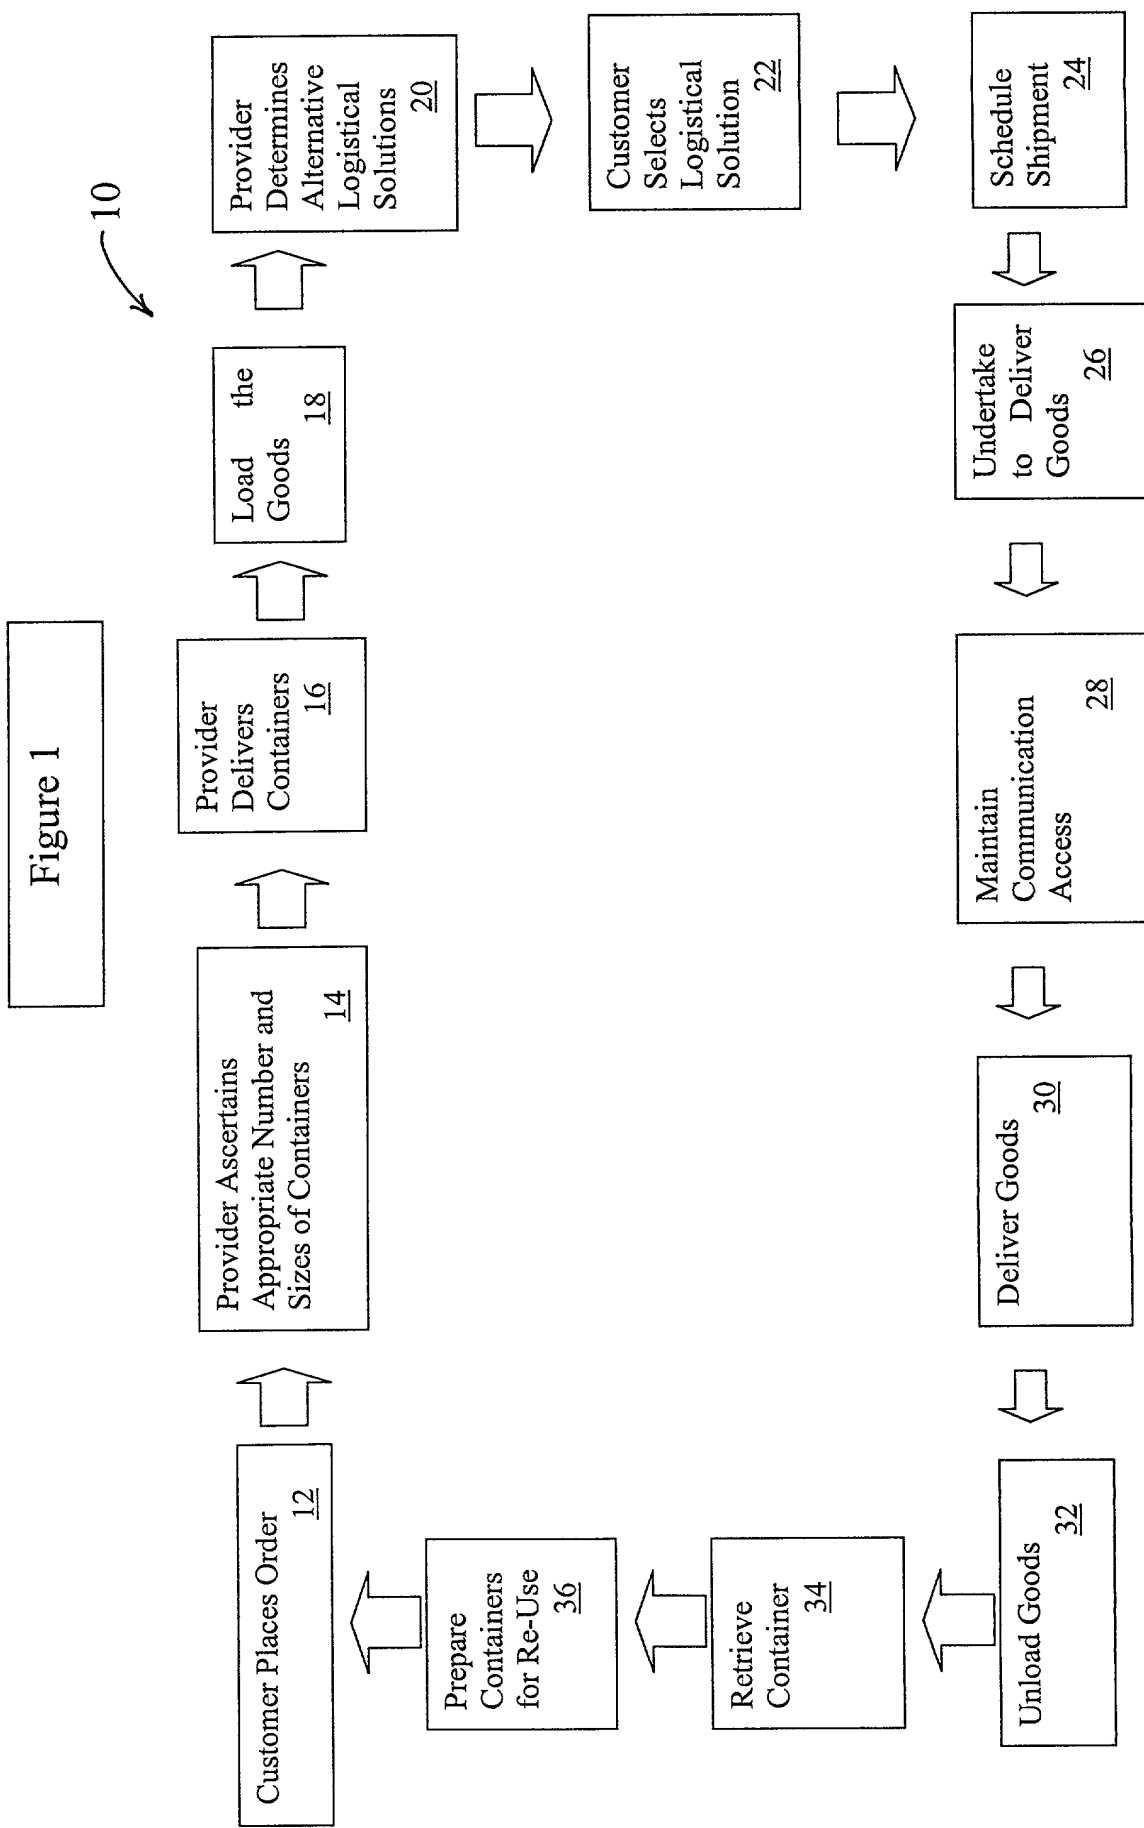 Figure 1
10
Customer Places Order
12
Provider Ascertains
Appropriate Number and
Sizes of Containers
14
Provider
Delivers
Containers
16
Load the
Goods
18
Provider
Determines
Alternative
Logistical
Solutions
20
Customer
Selects
Logistical
Solution
22
Schedule
Shipment
24
Undertake
to Deliver
Goods
26
Maintain
Communication
Access
28
Deliver Goods
30
Unload Goods
32
Retrieve
Container
34
Prepare
Containers
for Re-Use
36